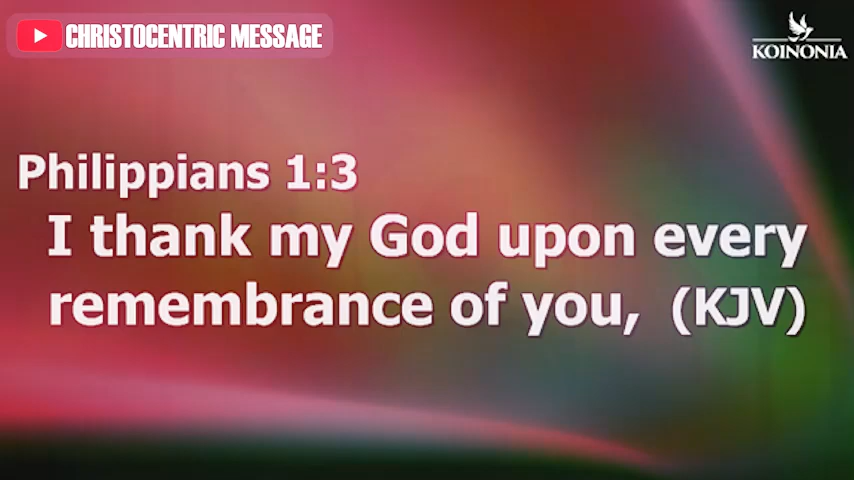 CHRISTOCENTRIC MESSAGE
KOINONIA
Philippians 1:3
I thank my God upon every
remembrance of you, (KJV)